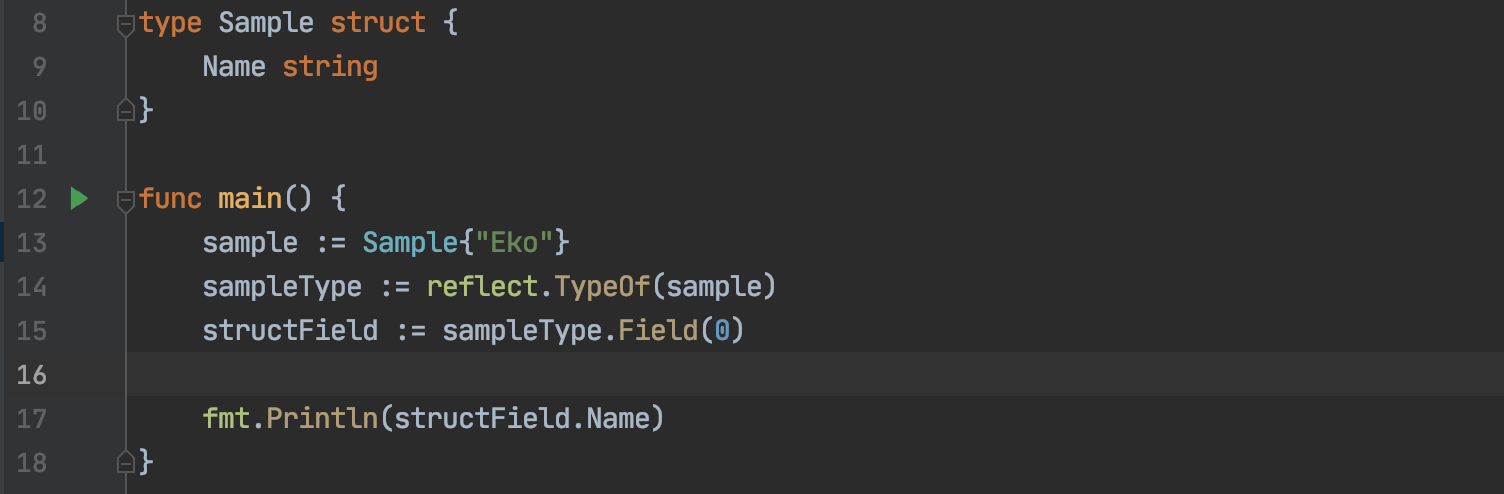 8 type Sample struct {
9     Name string
10 }
11
12 func main() {
13     sample := Sample{"Eko"}
14     sampleType := reflect.TypeOf(sample)
15     structField := sampleType.Field(0)
16
17     fmt.Println(structField.Name)
18 }